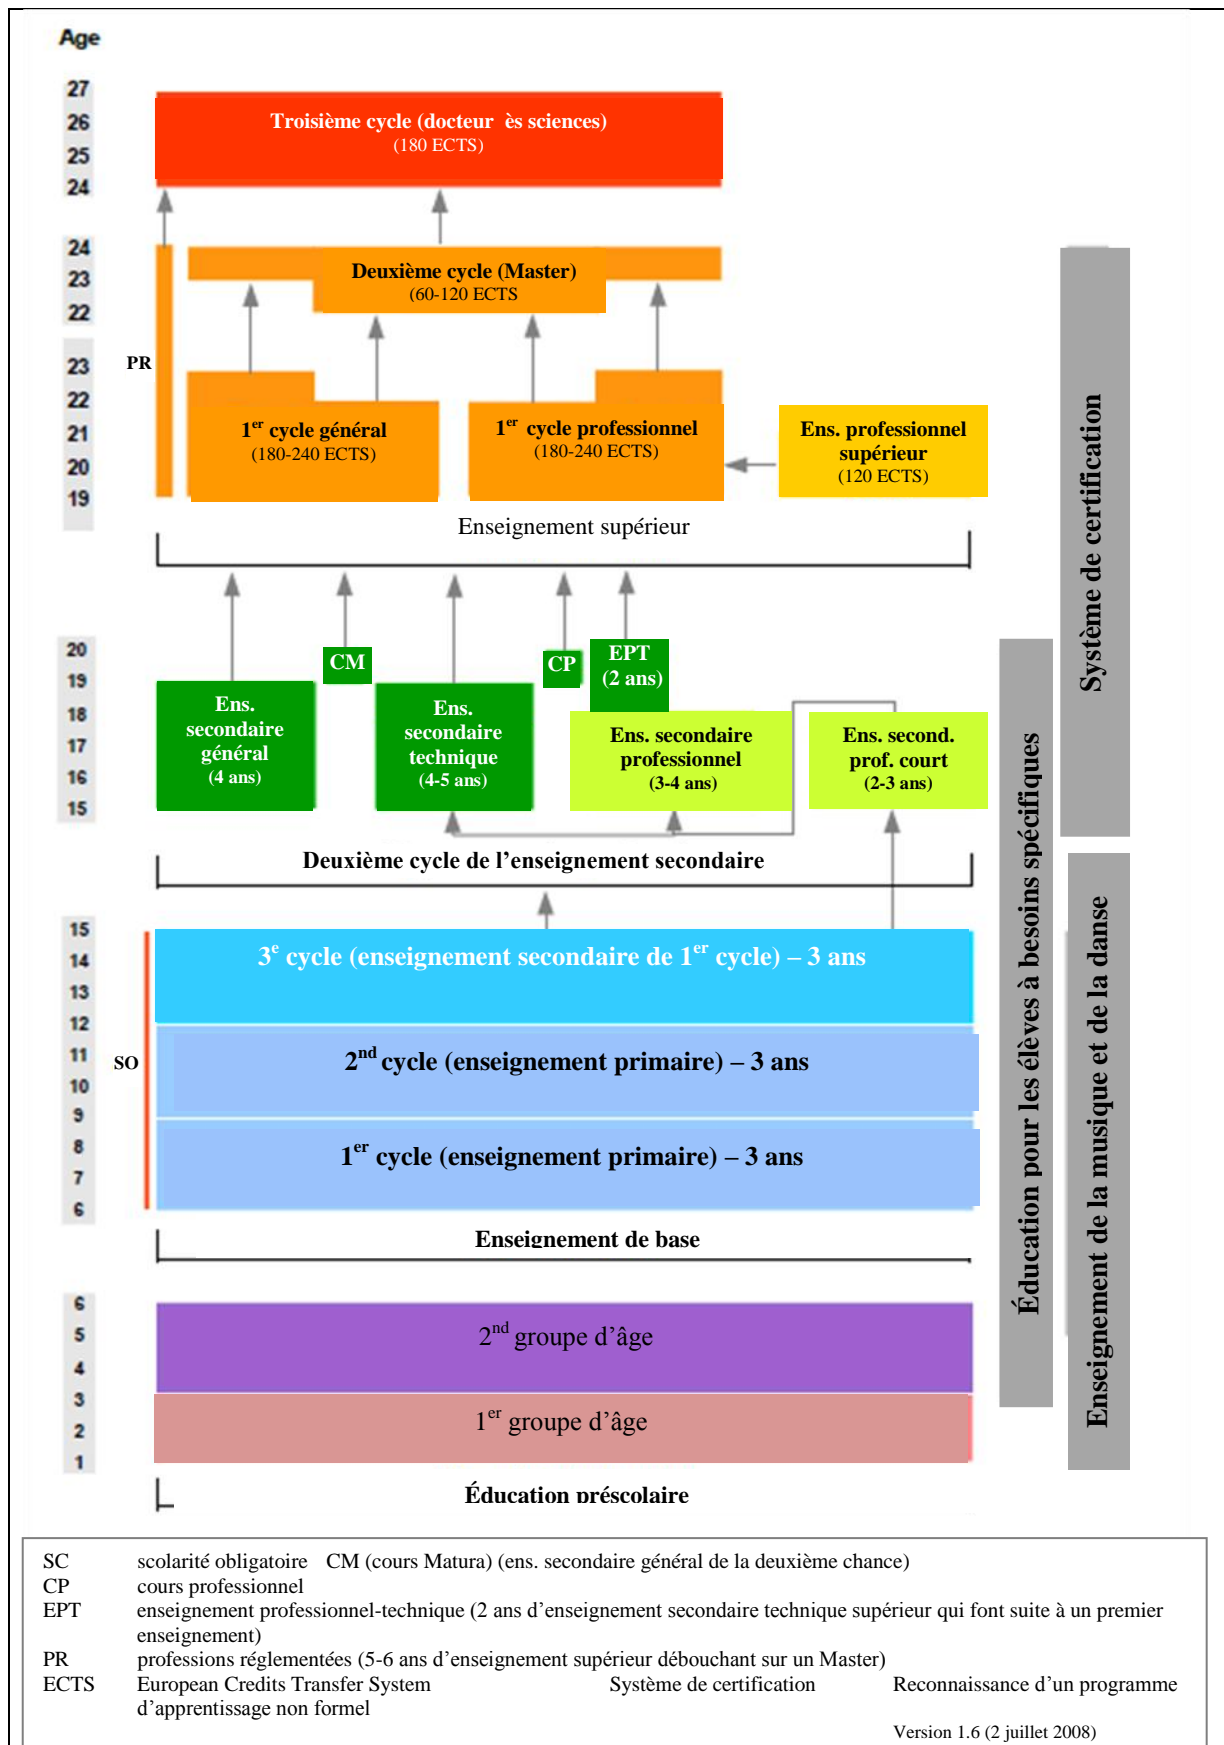 Age
27
26
25
24
Troisième cycle (docteur ès sciences)
(180 ECTS)
24
23
22
Deuxième cycle (Master)
(60-120 ECTS
PR
23
22
21
20
19
1er cycle général
(180-240 ECTS)
1er cycle professionnel
(180-240 ECTS)
Ens. professionnel
supérieur
(120 ECTS)
Enseignement supérieur
20
19
18
17
16
15
CM
CP
EPT
(2 ans)
Ens.
secondaire
général
(4 ans)
Ens.
secondaire
technique
(4-5 ans)
Ens. secondaire
professionnel
(3-4 ans)
Ens. second.
prof. court
(2-3 ans)
Deuxième cycle de l’enseignement secondaire
15
14
13
12
11
10
9
8
7
6
SO
3e cycle (enseignement secondaire de 1er cycle) – 3 ans
2nd cycle (enseignement primaire) – 3 ans
1er cycle (enseignement primaire) – 3 ans
Enseignement de base
6
5
4
3
2
1
2nd groupe d’âge
1er groupe d’âge
Éducation préscolaire
Éducation pour les élèves à besoins spécifiques
Système de certification
Enseignement de la musique et de la danse
SC scolarité obligatoire CM (cours Matura) (ens. secondaire général de la deuxième chance)
CP cours professionnel
EPT enseignement professionnel-technique (2 ans d’enseignement secondaire technique supérieur qui font suite à un premier
enseignement)
PR professions réglementées (5-6 ans d’enseignement supérieur débouchant sur un Master)
ECTS European Credits Transfer System Système de certification Reconnaissance d’un programme
d’apprentissage non formel
Version 1.6 (2 juillet 2008)